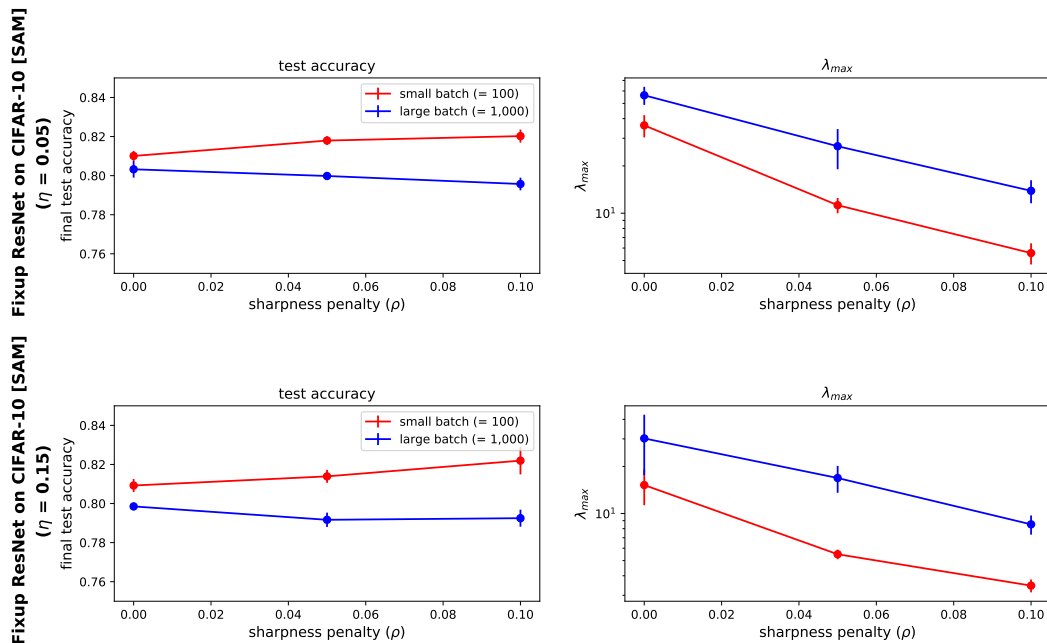 Fixup ResNet on CIFAR-10 [SAM]
(η = 0.05)
test accuracy
final test accuracy
0.84
0.82
0.80
0.78
0.76
small batch (= 100)
large batch (= 1,000)
0.00 0.02 0.04 0.06 0.08 0.10
sharpness penalty (ρ)
λmax
λmax
10¹
0.00 0.02 0.04 0.06 0.08 0.10
sharpness penalty (ρ)
Fixup ResNet on CIFAR-10 [SAM]
(η = 0.15)
test accuracy
final test accuracy
0.84
0.82
0.80
0.78
0.76
small batch (= 100)
large batch (= 1,000)
0.00 0.02 0.04 0.06 0.08 0.10
sharpness penalty (ρ)
λmax
λmax
10¹
0.00 0.02 0.04 0.06 0.08 0.10
sharpness penalty (ρ)